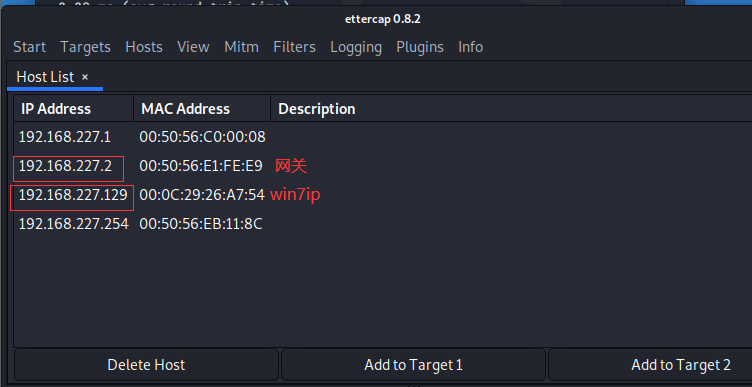 ettercap 0.8.2
Start Targets Hosts View Mitm Filters Logging Plugins Info
Host List ×
IP Address MAC Address Description
192.168.227.1 00:50:56:C0:00:08
192.168.227.2 00:50:56:E1:FE:E9 网关
192.168.227.129 00:0C:29:26:A7:54 win7ip
192.168.227.254 00:50:56:EB:11:8C
Delete Host Add to Target 1 Add to Target 2